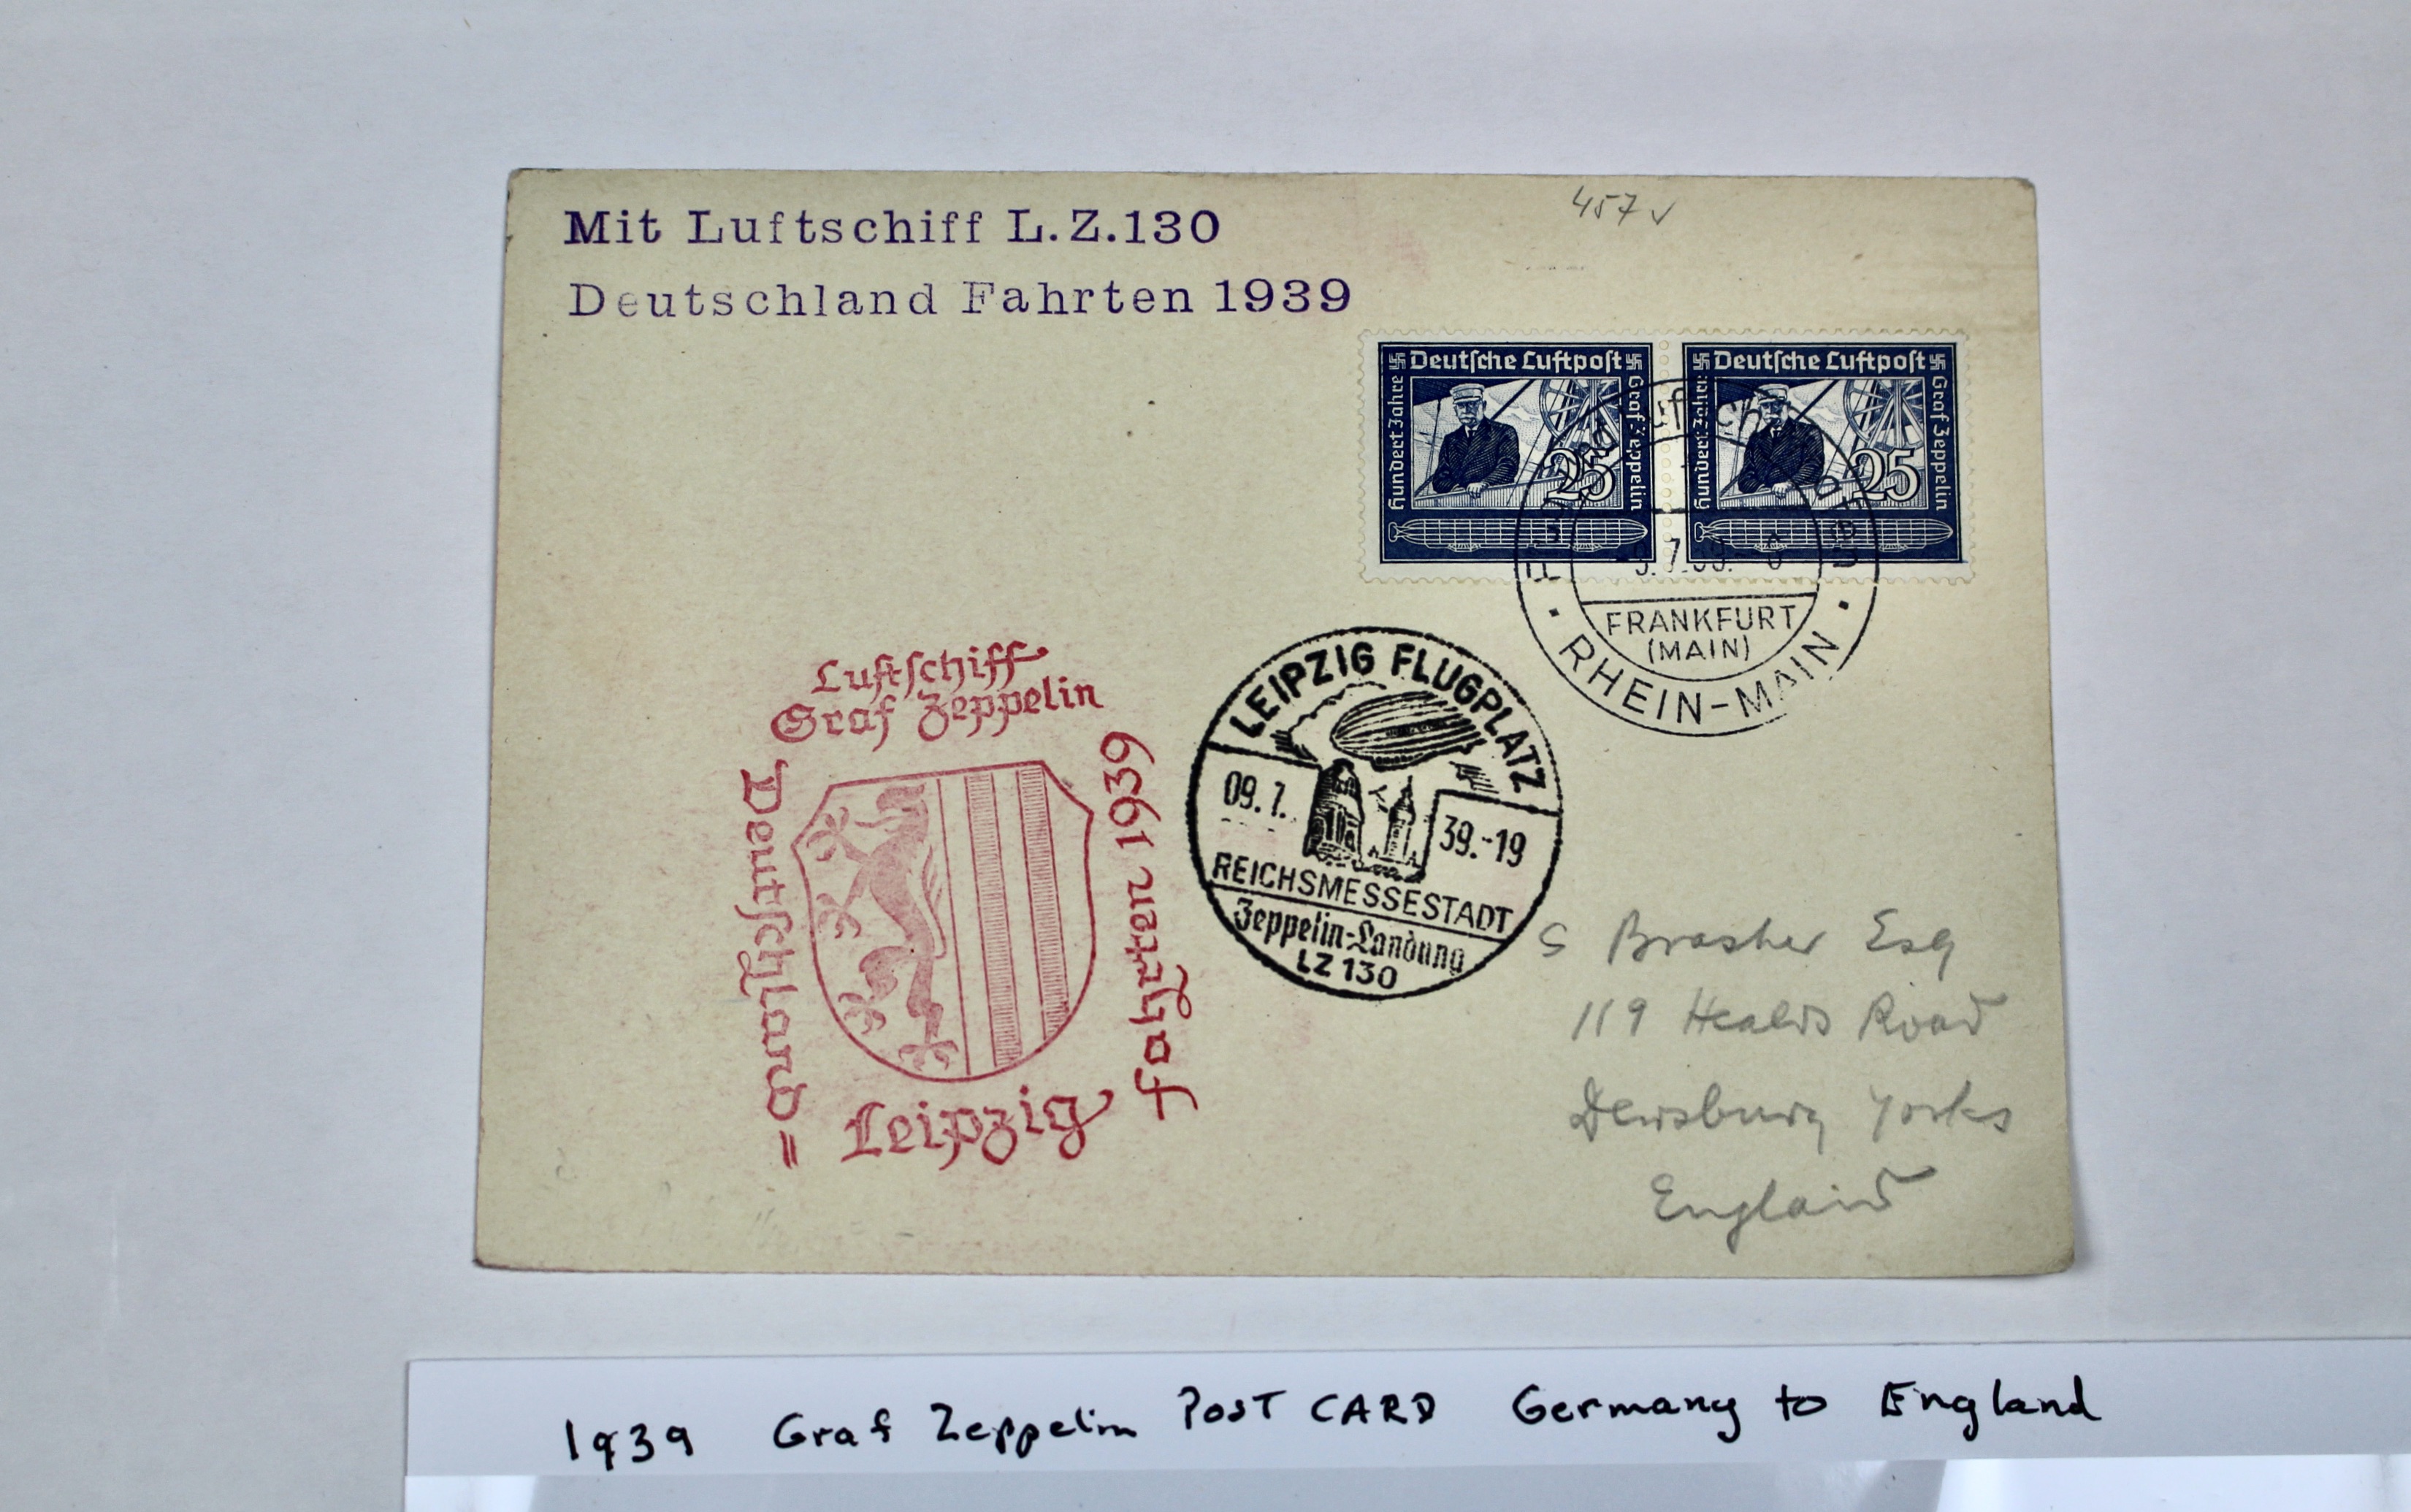 Mit Luftschiff L.Z.130
Deutschland Fahrten 1939
457 ✓
Deutſche Luftpoſt
Hundert Jahre
Graf Zeppelin
25
Deutſche Luftpoſt
Hundert Jahre
Graf Zeppelin
25
7.39.
FRANKFURT
(MAIN)
RHEIN-MAIN
Luftſchiff
Graf Zeppelin
Deutſchland=
Fahrten 1939
Leipzig
LEIPZIG FLUGPLATZ
09.7. 39.-19
REICHSMESSESTADT
Zeppelin-Landung
LZ 130
S Brasher Esq
119 Healds Road
Dewsbury Yorks
England
1939 Graf Zeppelin POST CARD Germany to England